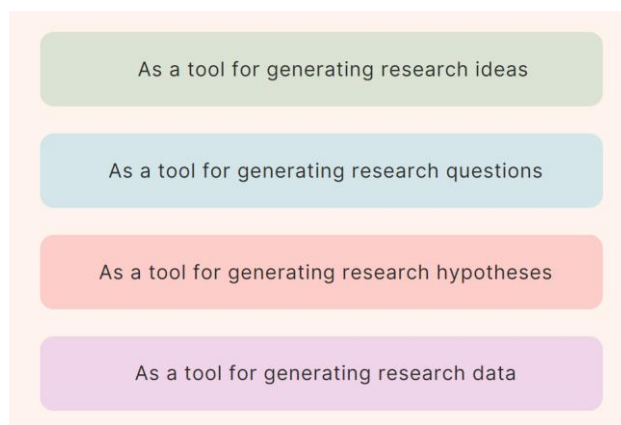 As a tool for generating research ideas
As a tool for generating research questions
As a tool for generating research hypotheses
As a tool for generating research data